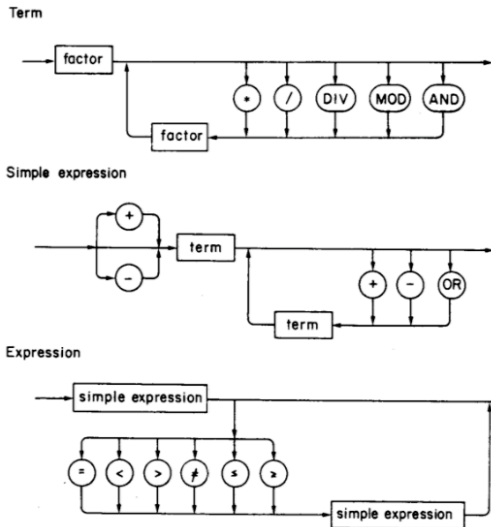 Term
factor
* / DIV MOD AND
factor
Simple expression
+
term
-
+ - OR
term
Expression
simple expression
= < > ≠ ≤ ≥
simple expression